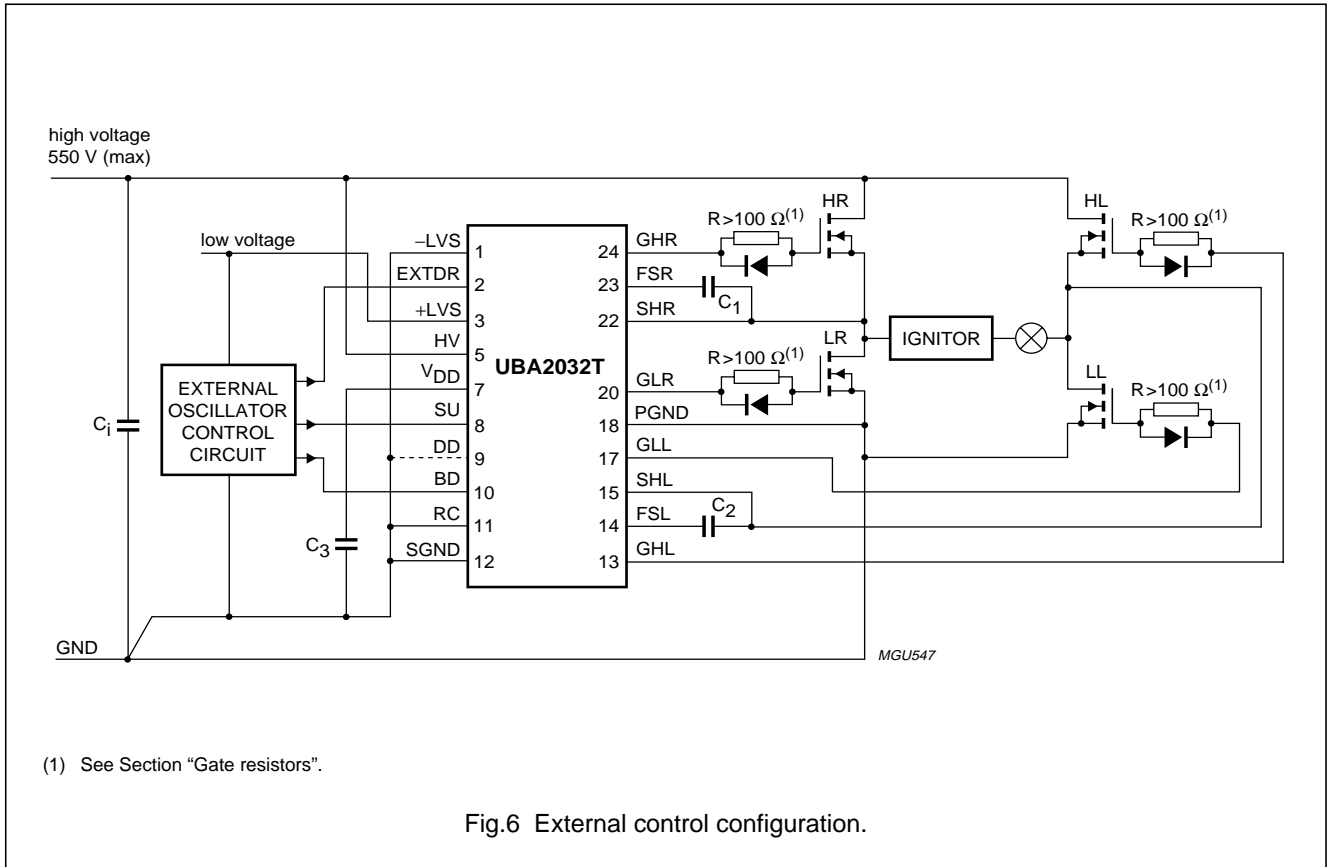 high voltage
550 V (max)
low voltage
−LVS
1
EXTDR
2
+LVS
3
HV
5
VDD
7
SU
8
DD
9
BD
10
RC
11
SGND
12
UBA2032T
EXTERNAL
OSCILLATOR
CONTROL
CIRCUIT
Ci
C3
GND
24
GHR
23
FSR
22
SHR
20
GLR
18
PGND
17
GLL
15
SHL
14
FSL
13
GHL
R>100 Ω(1)
HR
C1
R>100 Ω(1)
LR
IGNITOR
HL
R>100 Ω(1)
LL
R>100 Ω(1)
C2
MGU547
(1) See Section “Gate resistors”.
Fig.6 External control configuration.